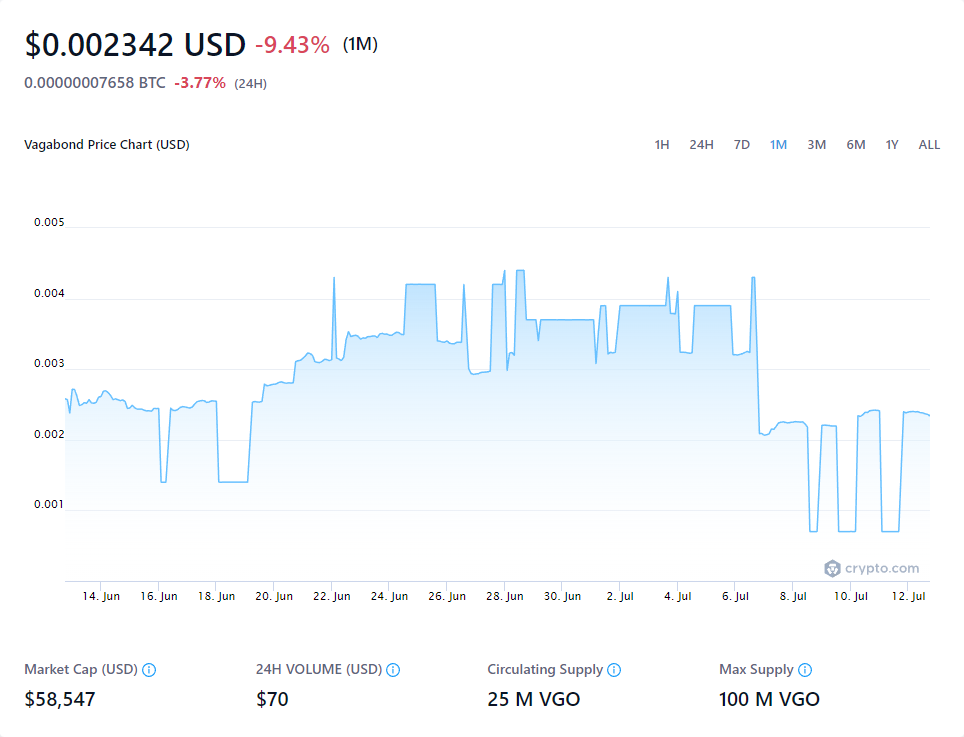 $0.002342 USD -9.43% (1M)
0.00000007658 BTC -3.77% (24H)
Vagabond Price Chart (USD) 1H 24H 7D 1M 3M 6M 1Y ALL
0.005
0.004
0.003
0.002
0.001
crypto.com
14. Jun 16. Jun 18. Jun 20. Jun 22. Jun 24. Jun 26. Jun 28. Jun 30. Jun 2. Jul 4. Jul 6. Jul 8. Jul 10. Jul 12. Jul
Market Cap (USD) 24H VOLUME (USD) Circulating Supply Max Supply
$58,547 $70 25 M VGO 100 M VGO